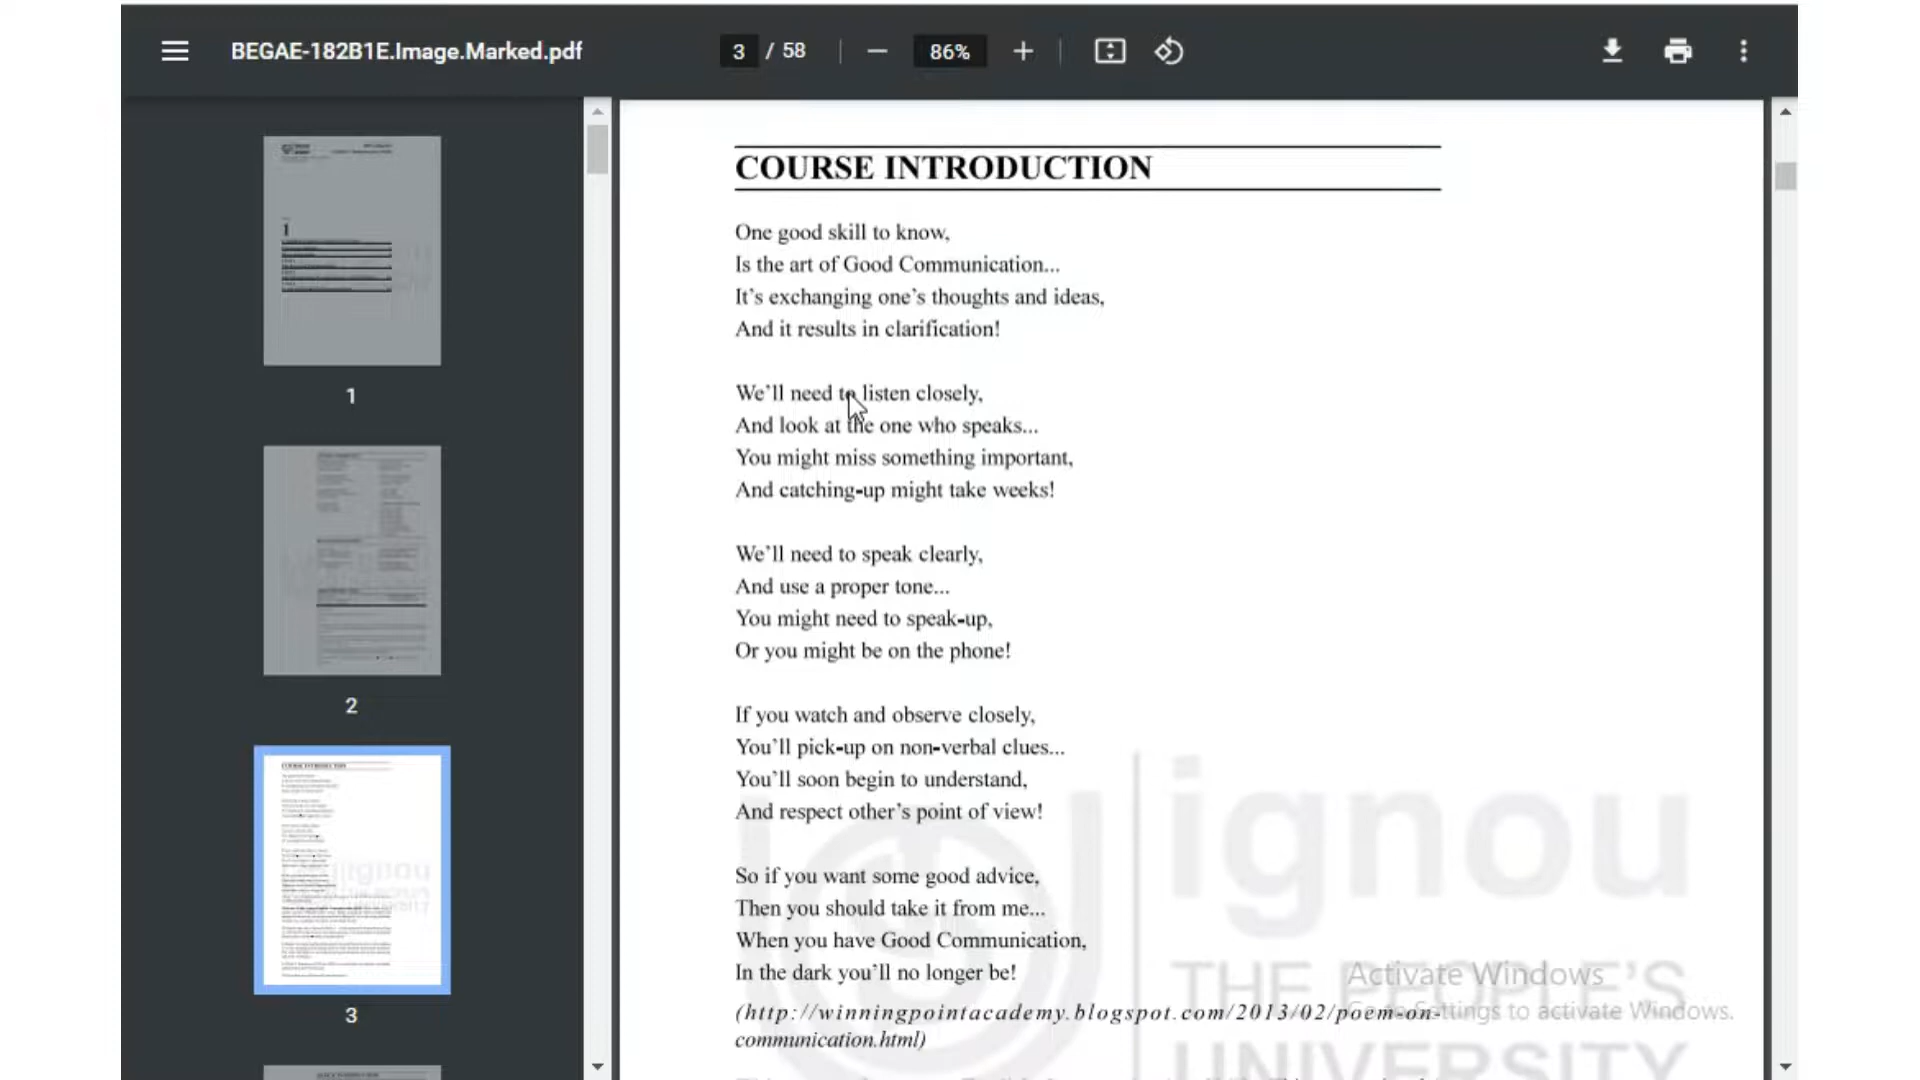 BEGAE-182B1E.Image.Marked.pdf
3 / 58
86%
COURSE INTRODUCTION
One good skill to know,
Is the art of Good Communication...
It's exchanging one's thoughts and ideas,
And it results in clarification!
We'll need to listen closely,
And look at the one who speaks...
You might miss something important,
And catching-up might take weeks!
We'll need to speak clearly,
And use a proper tone...
You might need to speak-up,
Or you might be on the phone!
If you watch and observe closely,
You'll pick-up on non-verbal clues...
You'll soon begin to understand,
And respect other's point of view!
So if you want some good advice,
Then you should take it from me...
When you have Good Communication,
In the dark you'll no longer be!
(http://winningpointacademy.blogspot.com/2013/02/poem-on-
communication.html)
ignou
THE PEOPLE'S
UNIVERSITY
Activate Windows
Go to Settings to activate Windows.
1
1
2
3
COURSE INTRODUCTION